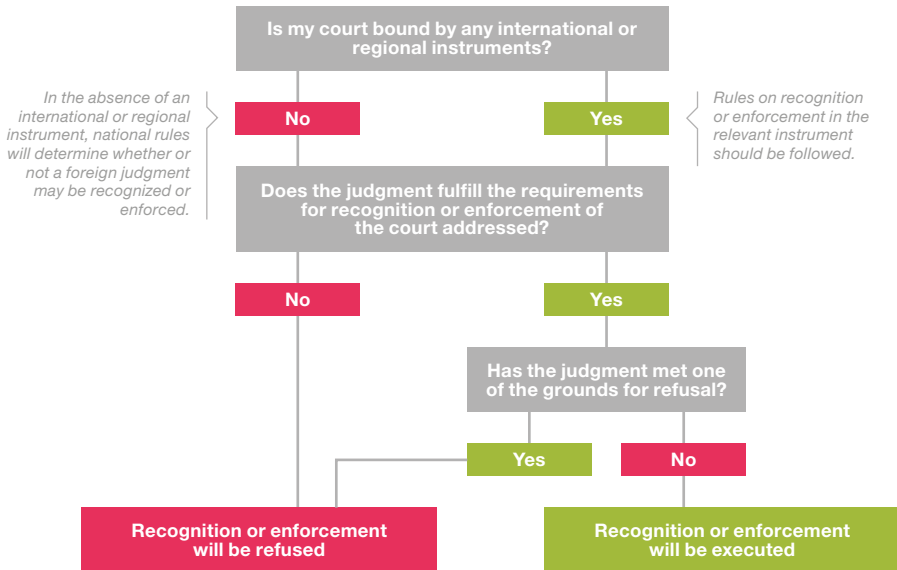 Is my court bound by any international or
regional instruments?
In the absence of an
international or regional
instrument, national rules
will determine whether or
not a foreign judgment
may be recognized or
enforced.
No
Yes
Rules on recognition
or enforcement in the
relevant instrument
should be followed.
Does the judgment fulfill the requirements
for recognition or enforcement of
the court addressed?
No
Yes
Has the judgment met one
of the grounds for refusal?
Yes
No
Recognition or enforcement
will be refused
Recognition or enforcement
will be executed